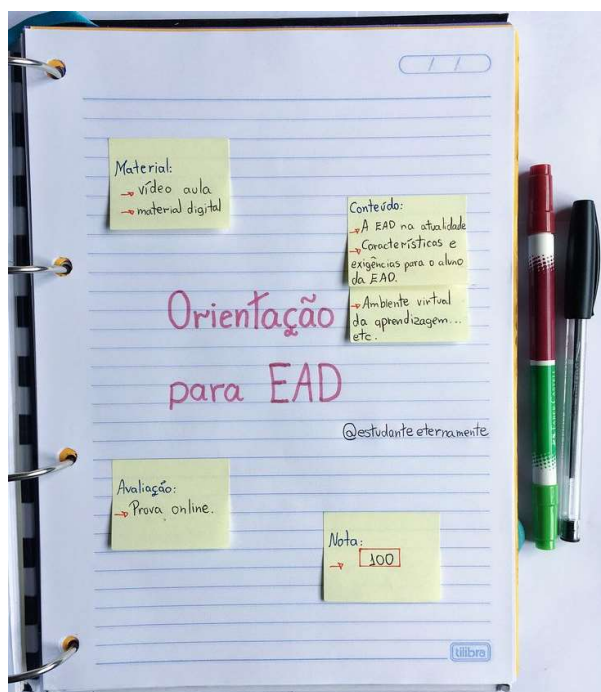 / /
Material:
→ vídeo aula
→ material digital
Conteúdo:
→ A EAD na atualidade
→ Características e
exigências para o aluno
da EAD.
→ Ambiente virtual
da aprendizagem...
etc.
Orientação
para EAD
@estudanteeternamente
Avaliação:
→ Prova online.
Nota:
→ 100
tilibra